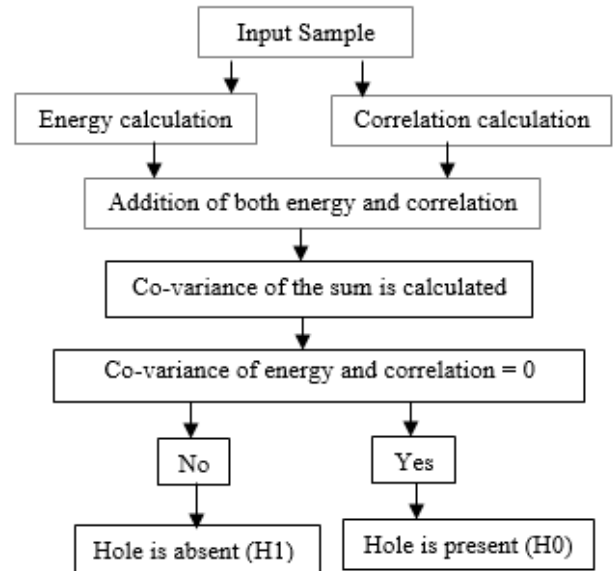 Input Sample
Energy calculation
Correlation calculation
Addition of both energy and correlation
Co-variance of the sum is calculated
Co-variance of energy and correlation = 0
No
Yes
Hole is absent (H1)
Hole is present (H0)